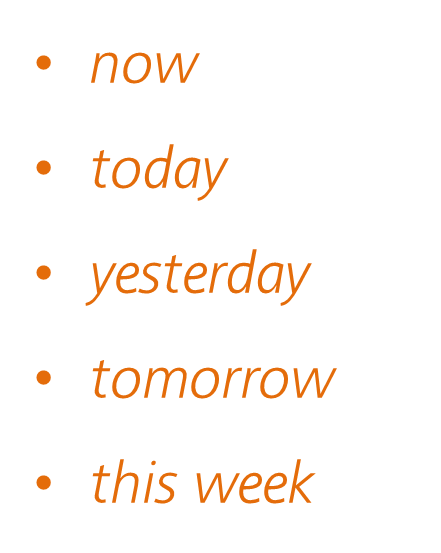 • now
• today
• yesterday
• tomorrow
• this week